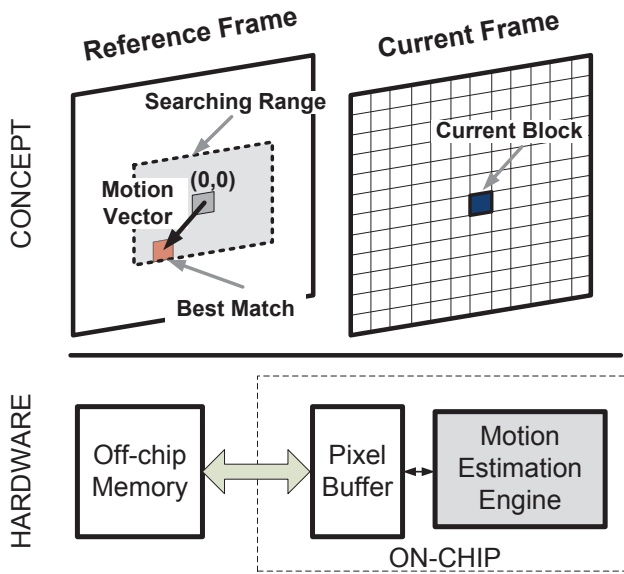 Reference Frame
Current Frame
CONCEPT
Searching Range
Current Block
(0,0)
Motion
Vector
Best Match
HARDWARE
Off-chip
Memory
Pixel
Buffer
Motion
Estimation
Engine
ON-CHIP